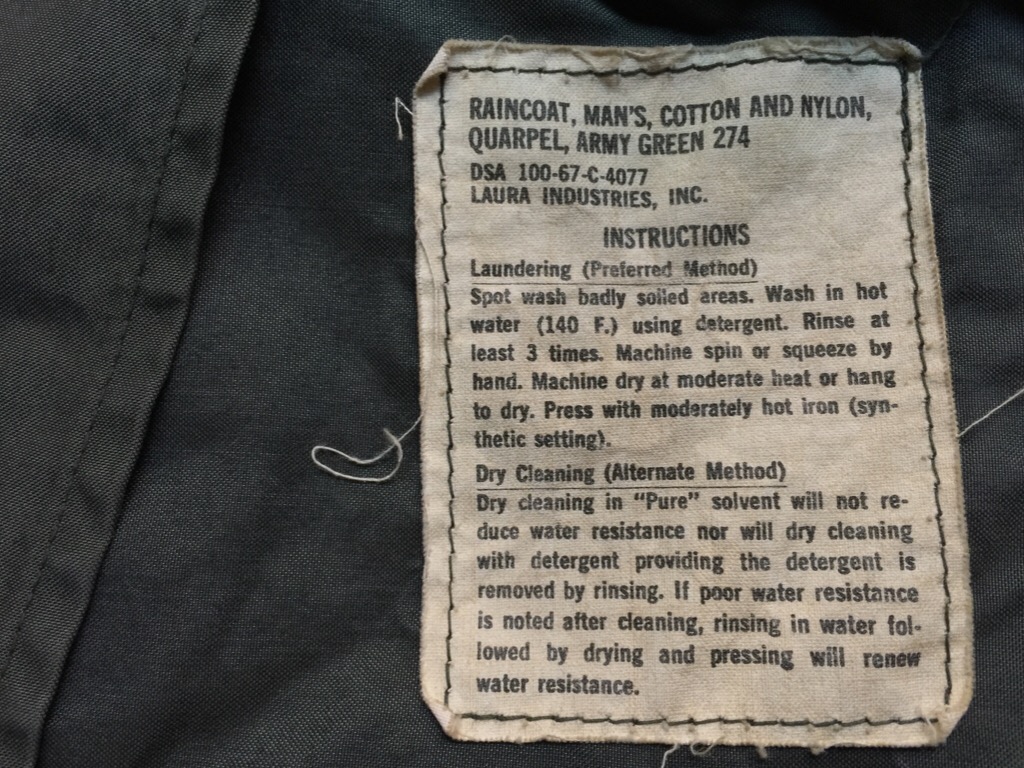 RAINCOAT, MAN'S, COTTON AND NYLON,
QUARPEL, ARMY GREEN 274
DSA 100-67-C-4077
LAURA INDUSTRIES, INC.
INSTRUCTIONS
Laundering (Preferred Method)
Spot wash badly soiled areas. Wash in hot
water (140 F.) using detergent. Rinse at
least 3 times. Machine spin or squeeze by
hand. Machine dry at moderate heat or hang
to dry. Press with moderately hot iron (syn-
thetic setting).
Dry Cleaning (Alternate Method)
Dry cleaning in "Pure" solvent will not re-
duce water resistance nor will dry cleaning
with detergent providing the detergent is
removed by rinsing. If poor water resistance
is noted after cleaning, rinsing in water fol-
lowed by drying and pressing will renew
water resistance.